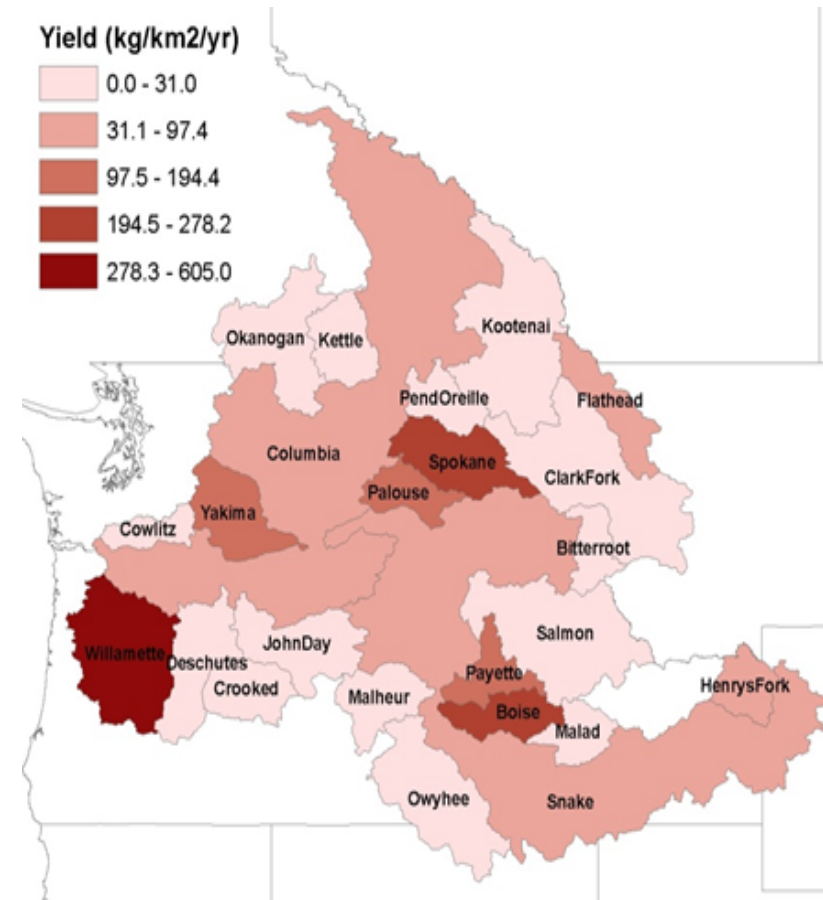 Yield (kg/km2/yr)
0.0 - 31.0
31.1 - 97.4
97.5 - 194.4
194.5 - 278.2
278.3 - 605.0
Okanogan
Kettle
Kootenai
PendOreille
Flathead
Columbia
Spokane
ClarkFork
Palouse
Yakima
Cowlitz
Bitterroot
Willamette
Deschutes
JohnDay
Salmon
Crooked
Payette
HenrysFork
Malheur
Boise
Malad
Owyhee
Snake